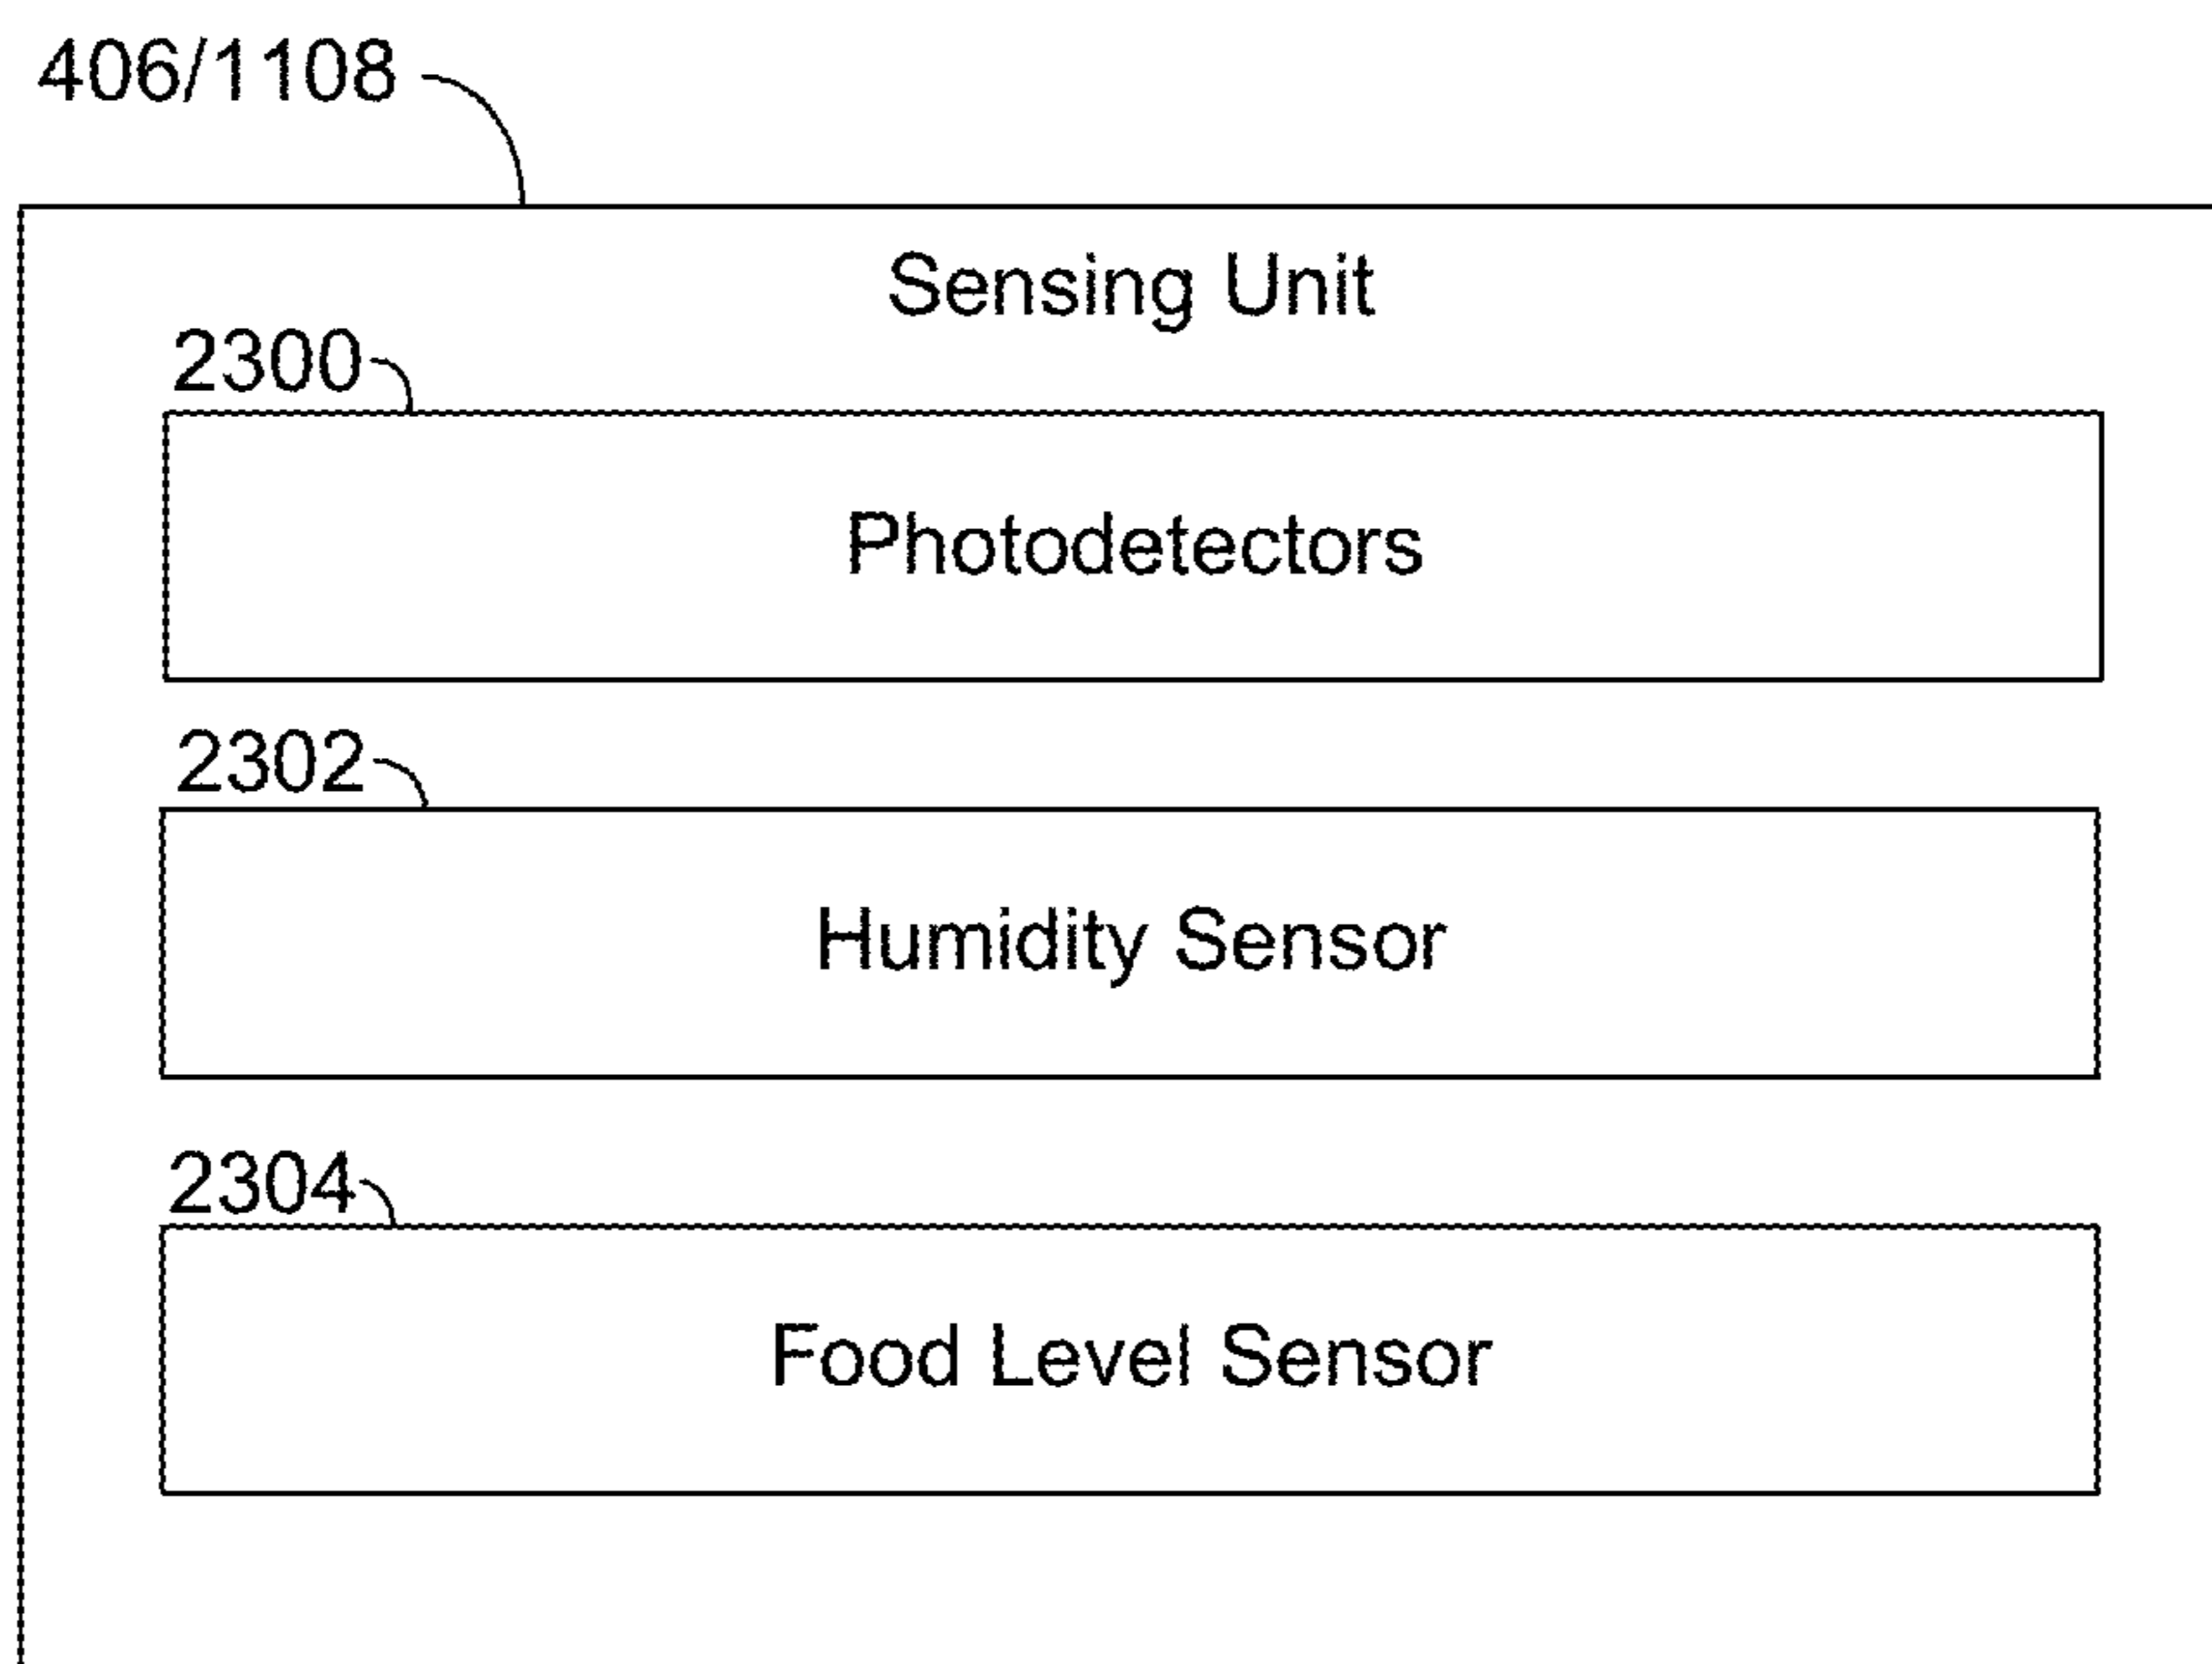 406/1108
Sensing Unit
2300
Photodetectors
2302
Humidity Sensor
2304
Food Level Sensor